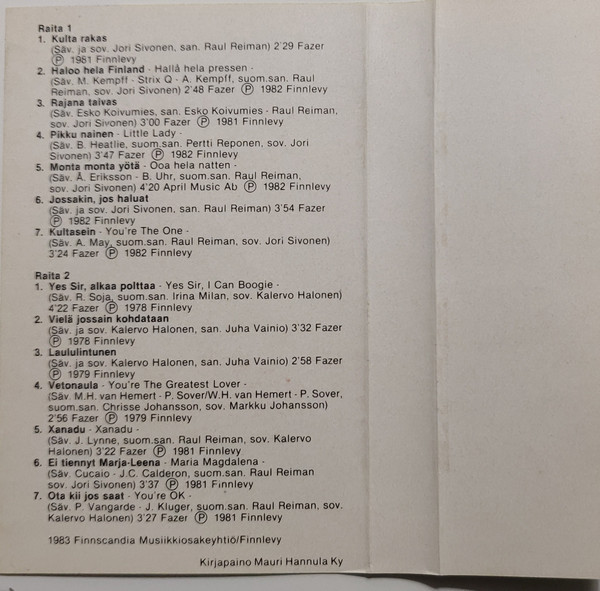 Raita 1
1. Kulta rakas
(Säv. ja sov. Jori Sivonen, san. Raul Reiman) 2'29 Fazer
Ⓟ 1981 Finnlevy
2. Haloo hela Finland - Hallå hela pressen -
(Säv. M. Kempff - Strix Q - A. Kempff, suom.san. Raul
Reiman, sov. Jori Sivonen) 2'48 Fazer Ⓟ 1982 Finnlevy
3. Rajana taivas
(Säv. Esko Koivumies, san. Esko Koivumies - Raul Reiman,
sov. Jori Sivonen) 3'00 Fazer Ⓟ 1981 Finnlevy
4. Pikku nainen - Little Lady -
(Säv. B. Heatlie, suom.san. Pertti Reponen, sov. Jori
Sivonen) 3'47 Fazer Ⓟ 1982 Finnlevy
5. Monta monta yötä - Ooa hela natten -
(Säv. Å. Eriksson - B. Uhr, suom.san. Raul Reiman,
sov. Jori Sivonen) 4'20 April Music Ab Ⓟ 1982 Finnlevy
6. Jossakin, jos haluat
(Säv. ja sov. Jori Sivonen, san. Raul Reiman) 3'54 Fazer
Ⓟ 1982 Finnlevy
7. Kultasein - You're The One -
(Säv. A. May, suom.san. Raul Reiman, sov. Jori Sivonen)
3'24 Fazer Ⓟ 1982 Finnlevy
Raita 2
1. Yes Sir, alkaa polttaa - Yes Sir, I Can Boogie -
(Säv. R. Soja, suom.san. Irina Milan, sov. Kalervo Halonen)
4'22 Fazer Ⓟ 1978 Finnlevy
2. Vielä jossain kohdataan
(Säv. ja sov. Kalervo Halonen, san. Juha Vainio) 3'32 Fazer
Ⓟ 1978 Finnlevy
3. Laululintunen
(Säv. ja sov. Kalervo Halonen, san. Juha Vainio) 2'58 Fazer
Ⓟ 1979 Finnlevy
4. Vetonaula - You're The Greatest Lover -
(Säv. M.H. van Hemert - P. Sover/W.H. van Hemert - P. Sover,
suom.san. Chrisse Johansson, sov. Markku Johansson)
2'56 Fazer Ⓟ 1979 Finnlevy
5. Xanadu - Xanadu -
(Säv. J. Lynne, suom.san. Raul Reiman, sov. Kalervo
Halonen) 3'22 Fazer Ⓟ 1981 Finnlevy
6. Ei tiennyt Marja-Leena - Maria Magdalena -
(Säv. Cucaio - J.C. Calderon, suom.san. Raul Reiman
sov. Jori Sivonen) 3'37 Ⓟ 1981 Finnlevy
7. Ota kii jos saat - You're OK -
(Säv. P. Vangarde - J. Kluger, suom.san. Raul Reiman, sov.
Kalervo Halonen) 3'27 Fazer Ⓟ 1981 Finnlevy
1983 Finnscandia Musiikkiosakeyhtiö/Finnlevy
Kirjapaino Mauri Hannula Ky